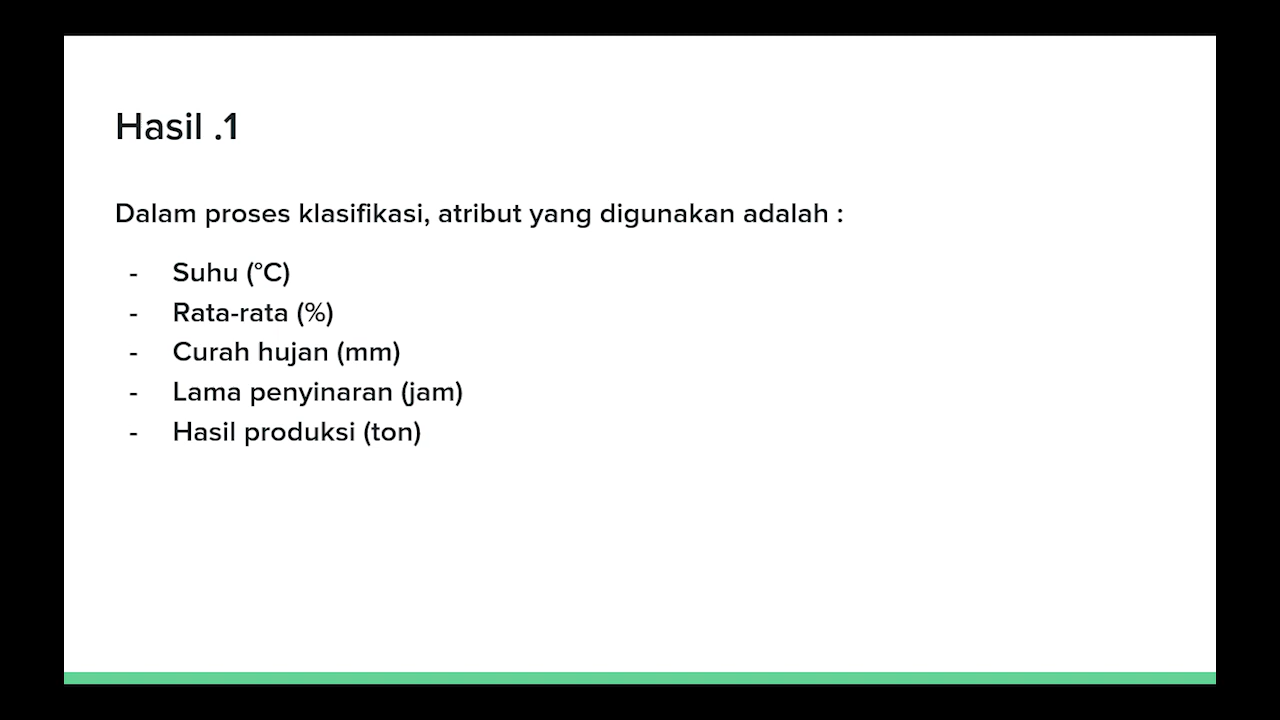 Hasil .1
Dalam proses klasifikasi, atribut yang digunakan adalah :
- Suhu (°C)
- Rata-rata (%)
- Curah hujan (mm)
- Lama penyinaran (jam)
- Hasil produksi (ton)